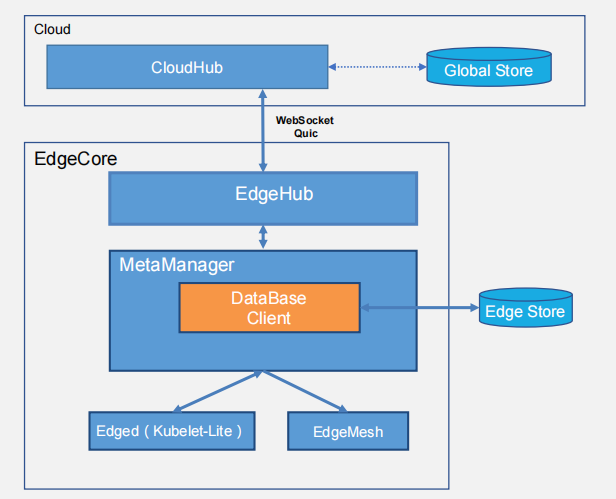 Cloud
CloudHub
Global Store
WebSocket
Quic
EdgeCore
EdgeHub
MetaManager
DataBase
Client
Edge Store
Edged ( Kubelet-Lite )
EdgeMesh